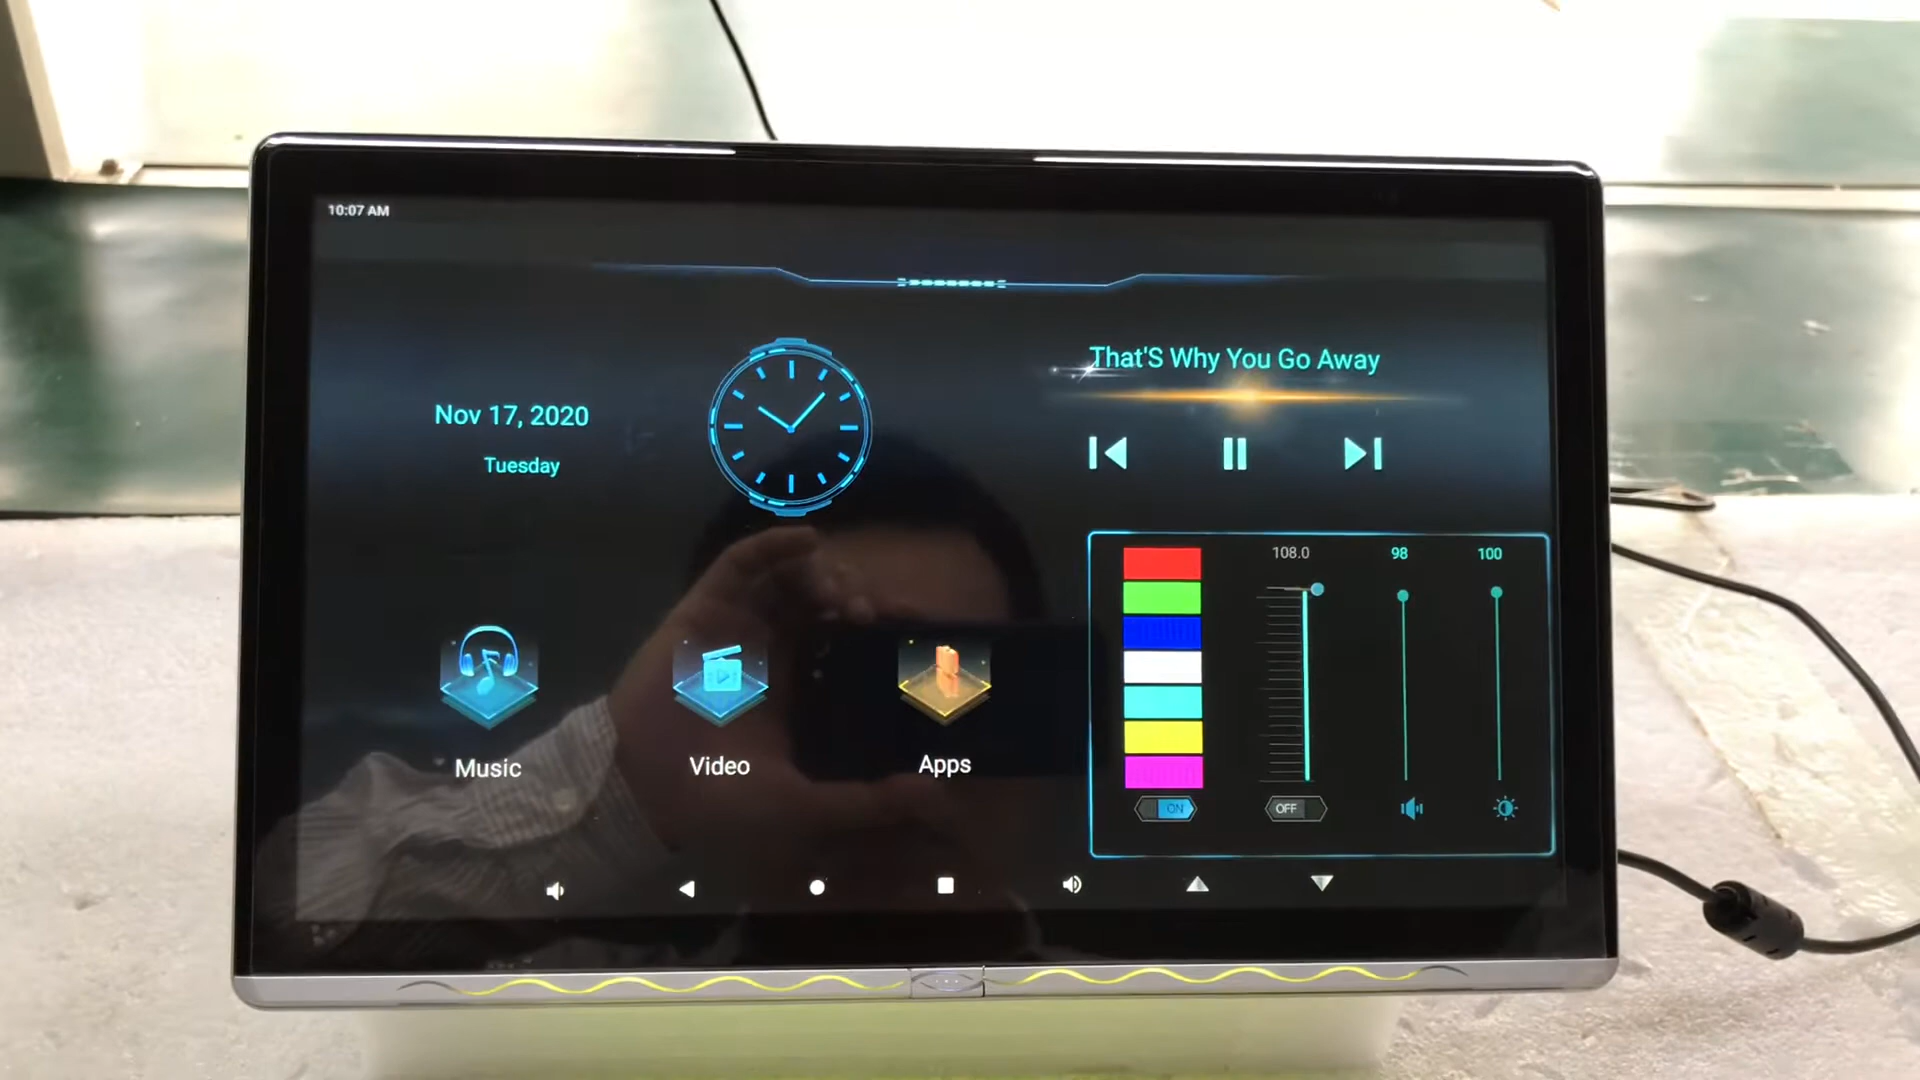 10:07 AM
Nov 17, 2020
Tuesday
That'S Why You Go Away
108.0
98
100
ON
OFF
Music
Video
Apps